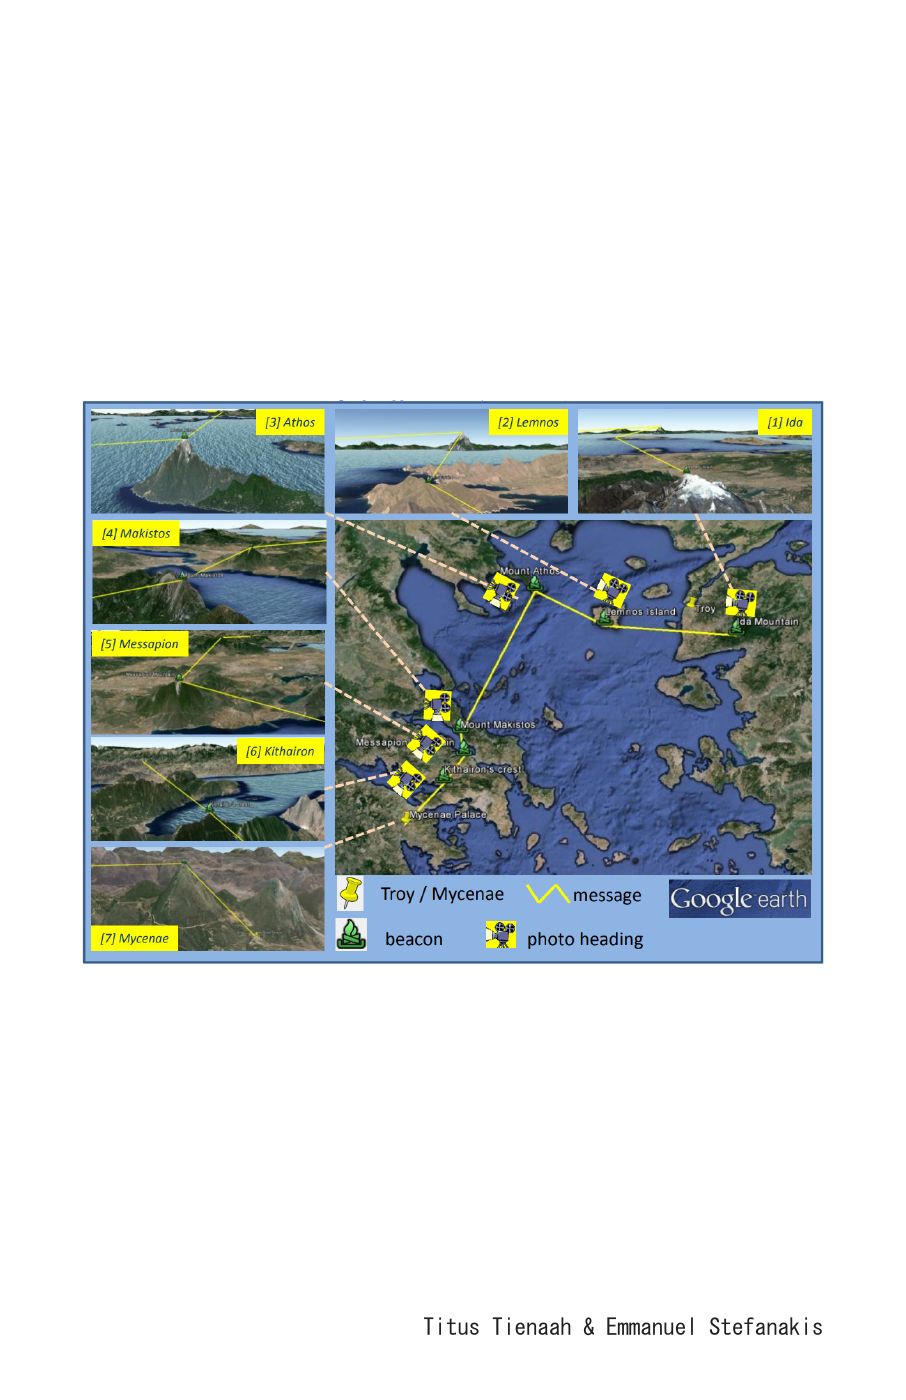 [3] Athos
[2] Lemnos
[1] Ida
[4] Makistos
[5] Messapion
[6] Kithairon
[7] Mycenae
Mount Athos
Lemnos Island
Troy
Ida Mountain
Mount Makistos
Messapion
Kithairon's crest
Mycenae Palace
Troy / Mycenae
message
Google earth
beacon
photo heading
Titus Tienaah & Emmanuel Stefanakis